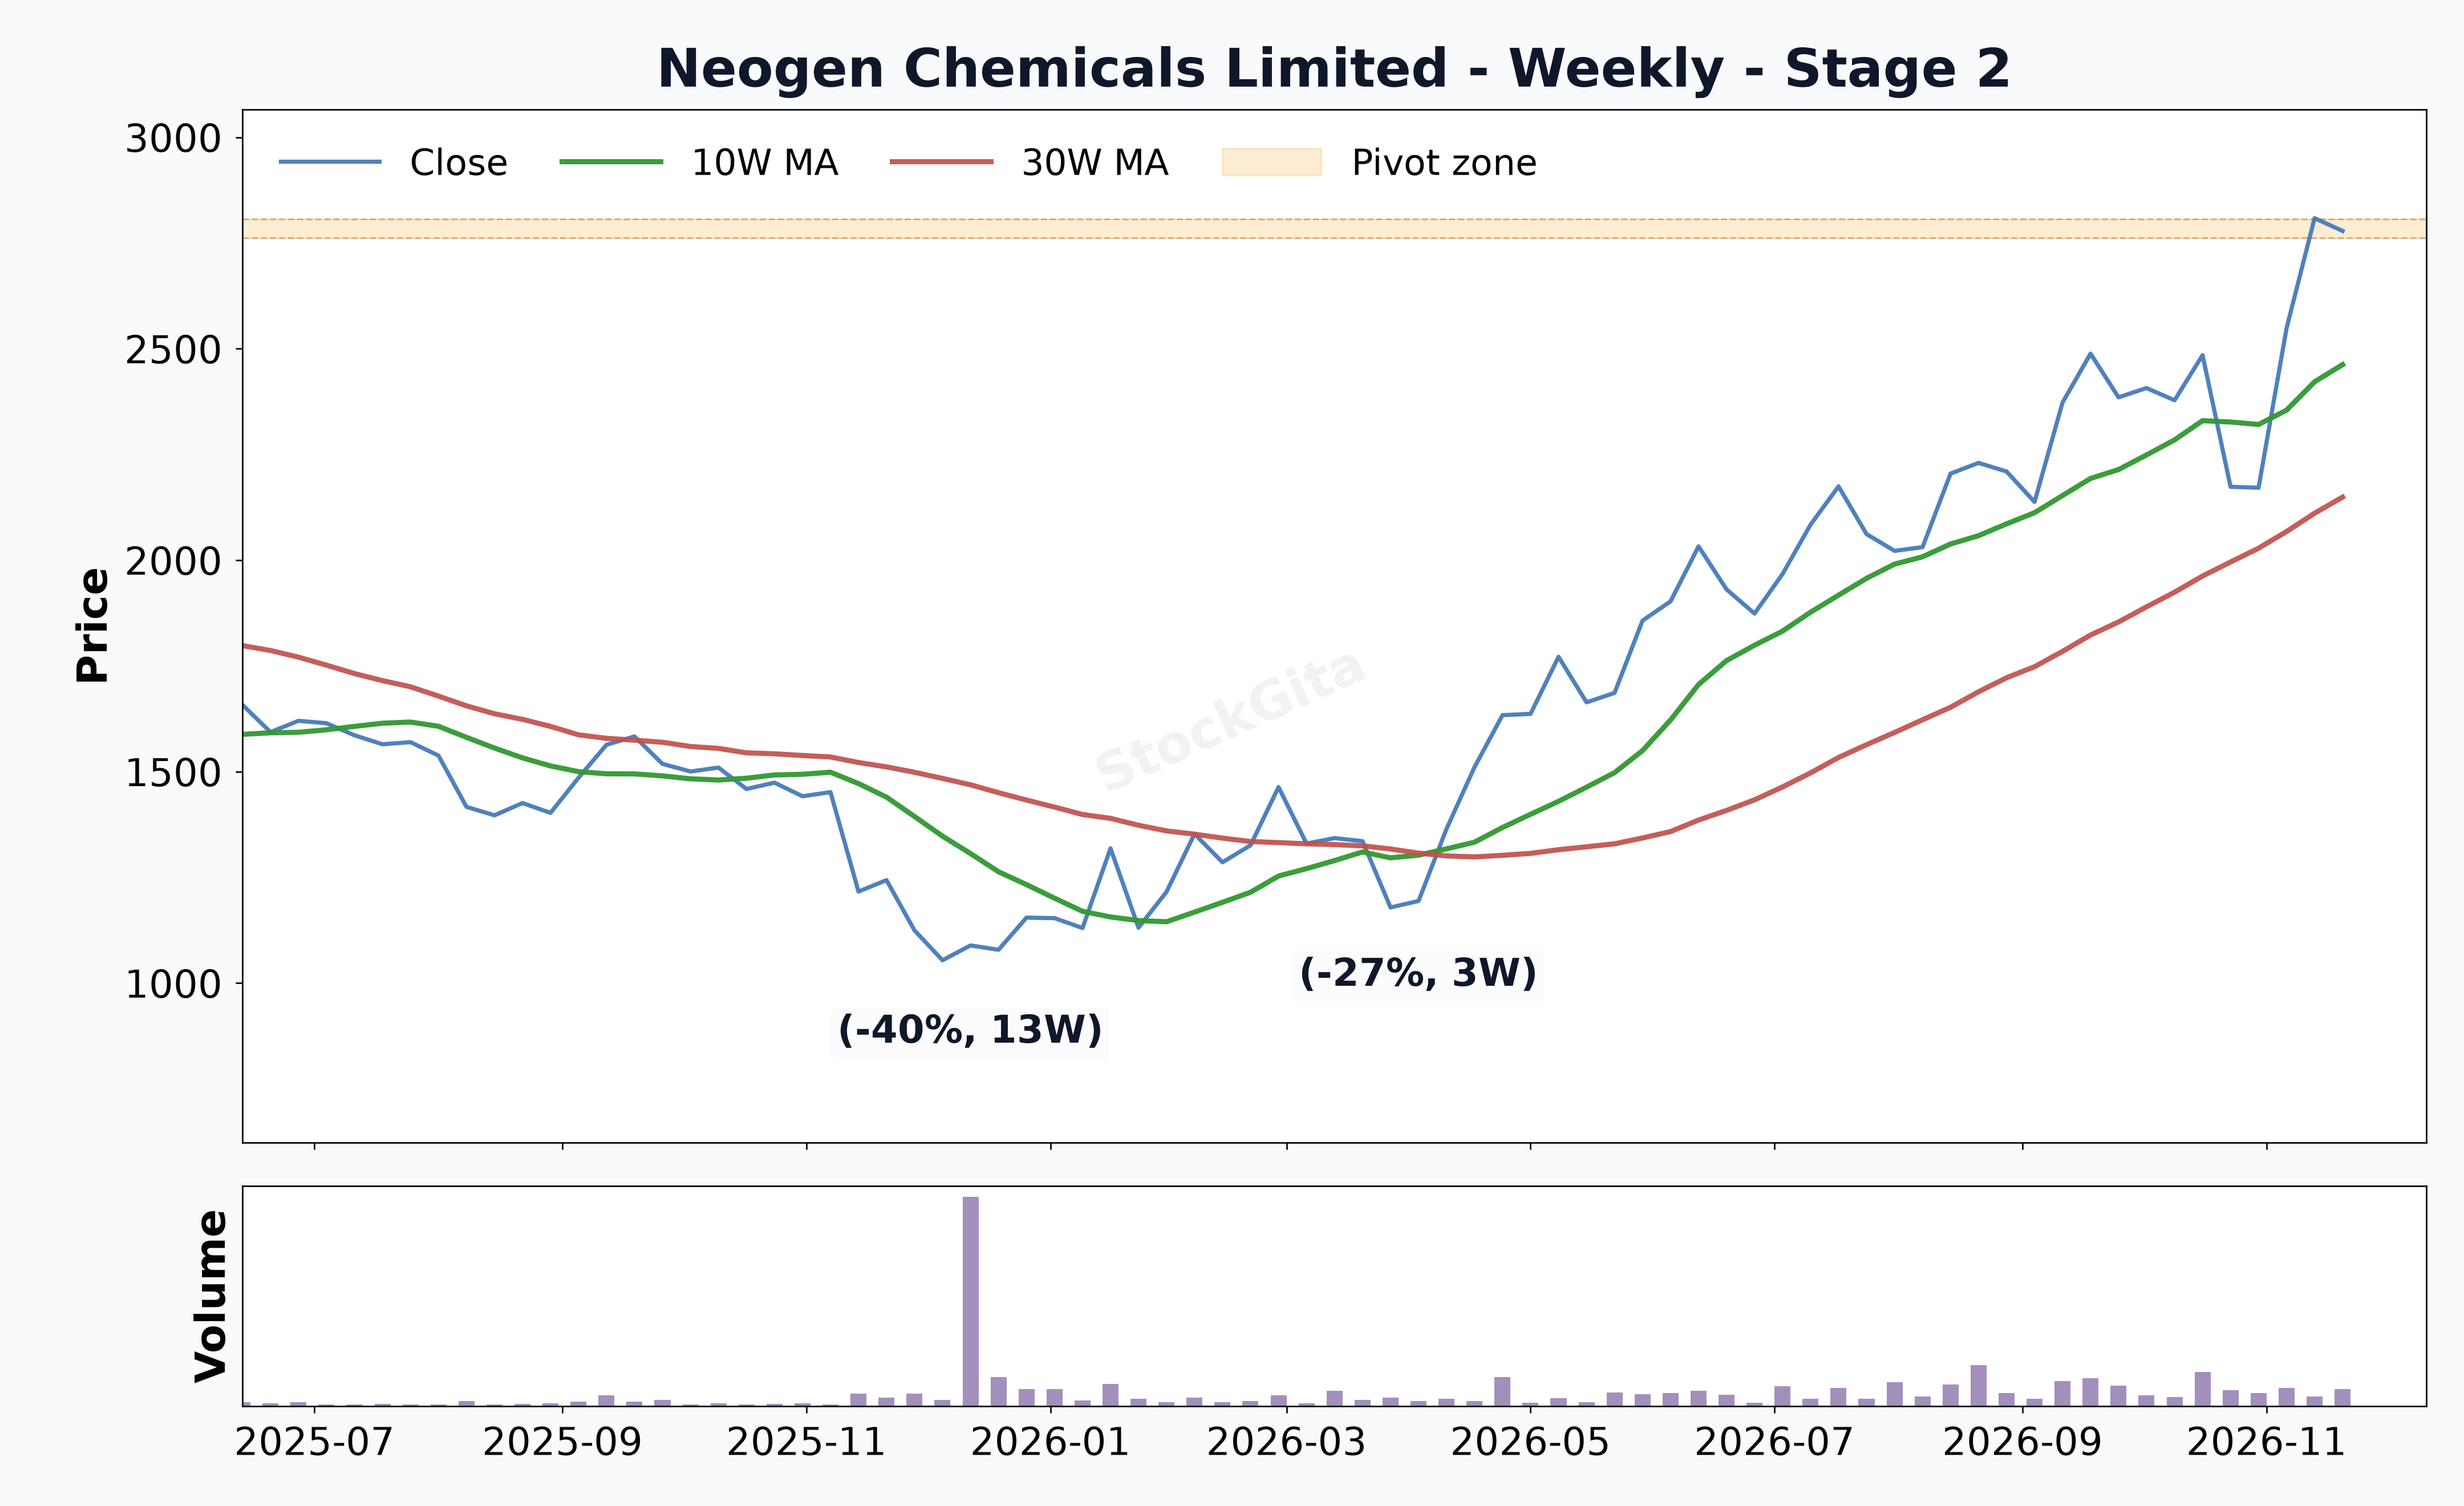 Neogen Chemicals Limited - Weekly - Stage 2
Close 10W MA 30W MA Pivot zone
3000
2500
2000
1500
1000
Price
StockGita
(-27%, 3W)
(-40%, 13W)
Volume
2025-07 2025-09 2025-11 2026-01 2026-03 2026-05 2026-07 2026-09 2026-11